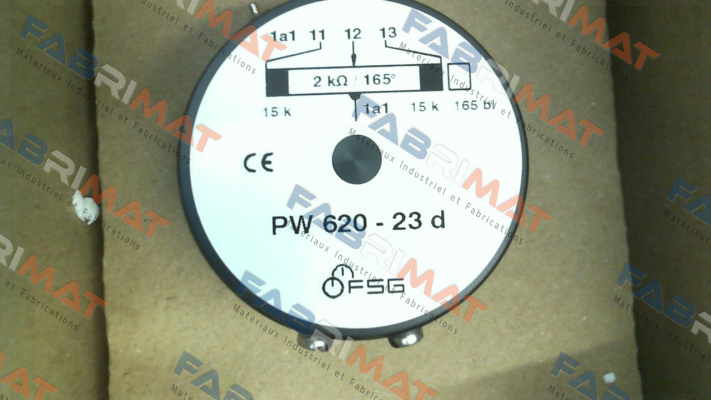 1a1 11 12 13
2 kΩ / 165°
15 k 1a1 15 k 165 bl
CE
PW 620 - 23 d
FSG
FABRIMAT
Matériaux Industriel et Fabrications